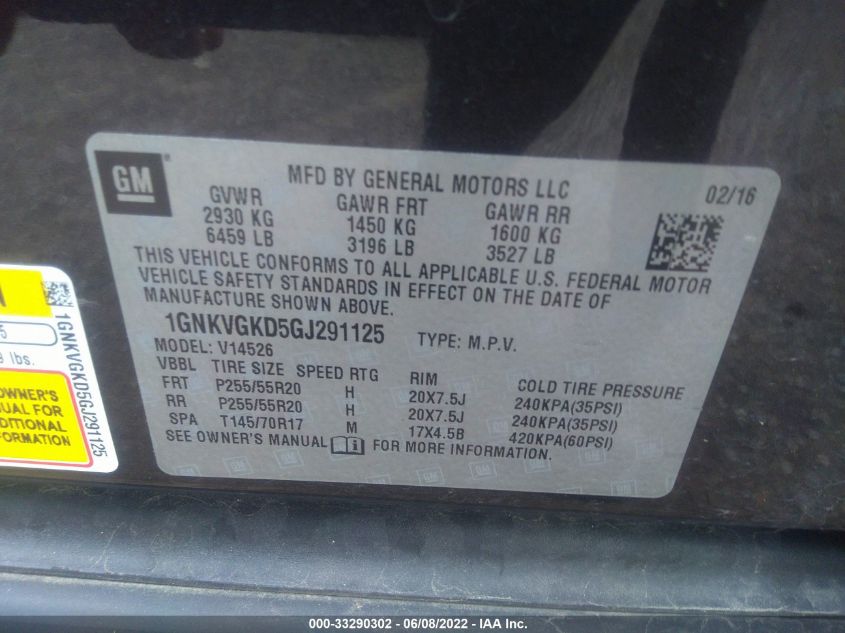 GM
MFD BY GENERAL MOTORS LLC
02/16
GVWR GAWR FRT GAWR RR
2930 KG 1450 KG 1600 KG
6459 LB 3196 LB 3527 LB
THIS VEHICLE CONFORMS TO ALL APPLICABLE U.S. FEDERAL MOTOR
VEHICLE SAFETY STANDARDS IN EFFECT ON THE DATE OF
MANUFACTURE SHOWN ABOVE.
1GNKVGKD5GJ291125 TYPE: M.P.V.
MODEL: V14526
VBBL TIRE SIZE SPEED RTG RIM COLD TIRE PRESSURE
FRT P255/55R20 H 20X7.5J 240KPA(35PSI)
RR P255/55R20 H 20X7.5J 240KPA(35PSI)
SPA T145/70R17 M 17X4.5B 420KPA(60PSI)
SEE OWNER'S MANUAL FOR MORE INFORMATION.
1GNKVGKD5GJ291125
lbs.
OWNER'S
FOR
000-33290302 - 06/08/2022 - IAA Inc.